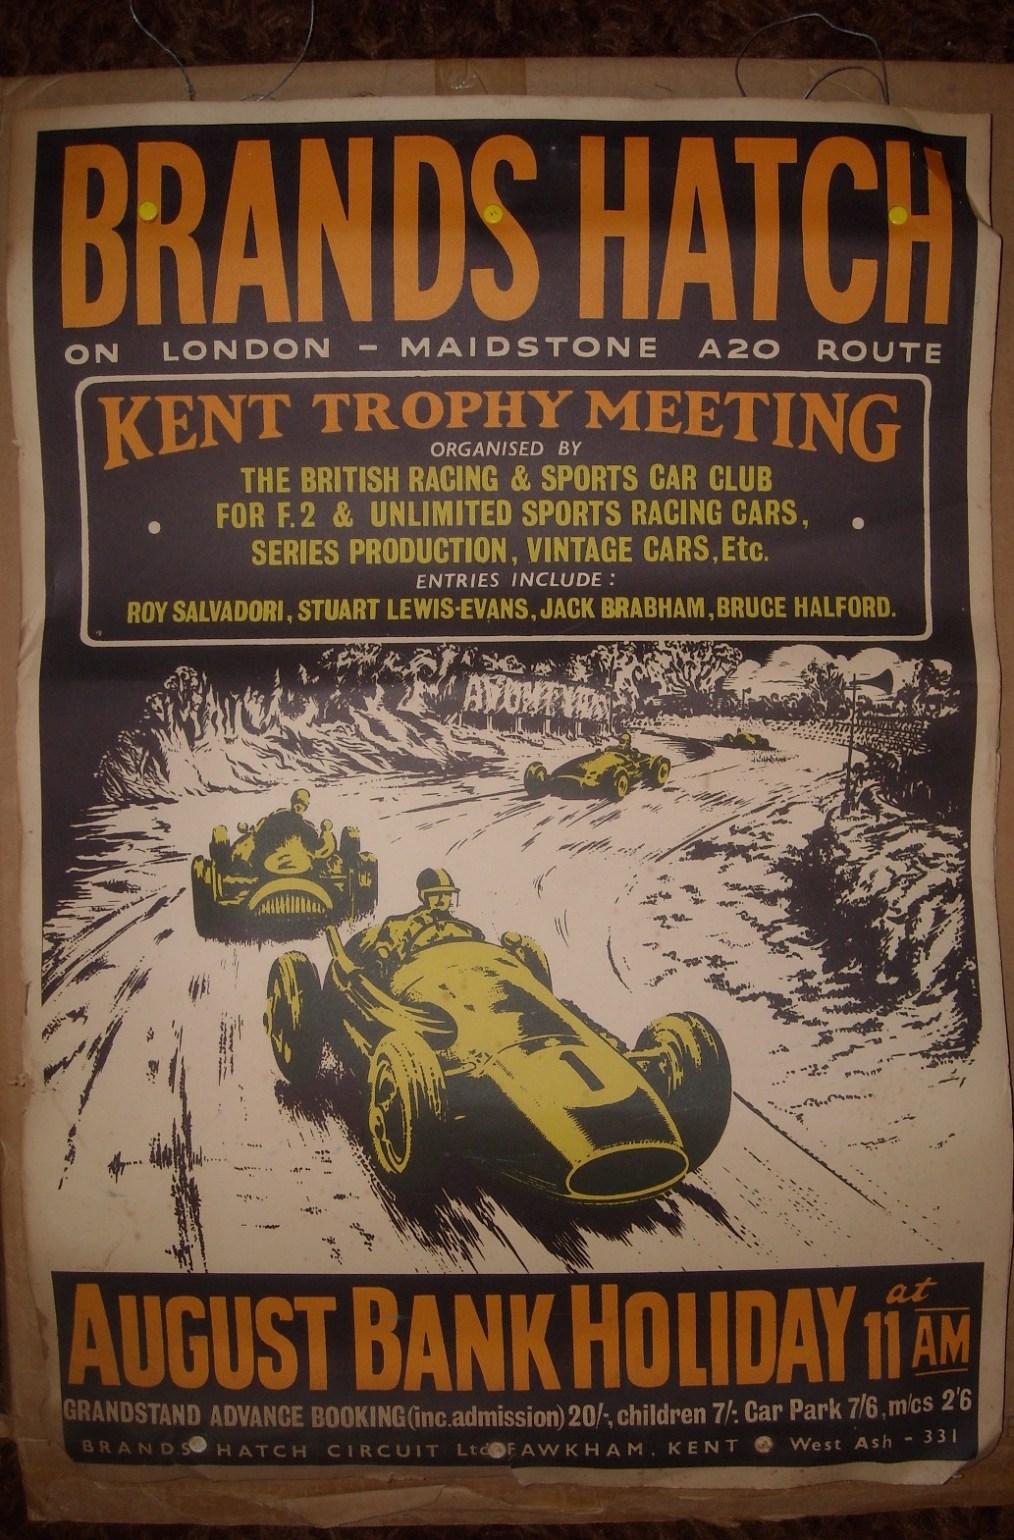 BRANDS HATCH
ON LONDON - MAIDSTONE A20 ROUTE
KENT TROPHY MEETING
ORGANISED BY
THE BRITISH RACING & SPORTS CAR CLUB
FOR F.2 & UNLIMITED SPORTS RACING CARS,
SERIES PRODUCTION, VINTAGE CARS, Etc.
ENTRIES INCLUDE :
ROY SALVADORI, STUART LEWIS-EVANS, JACK BRABHAM, BRUCE HALFORD.
1
AUGUST BANK HOLIDAY at 11 AM
GRANDSTAND ADVANCE BOOKING (inc. admission) 20/-, children 7/-: Car Park 7/6, m/cs 2'6
BRANDS HATCH CIRCUIT Ltd FAWKHAM, KENT West Ash - 331